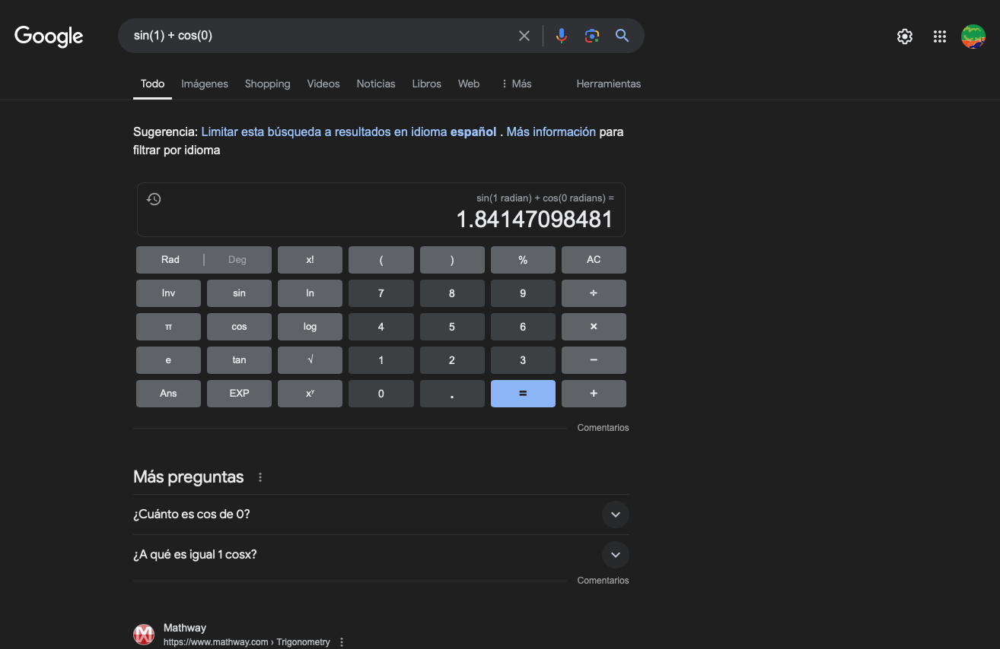 Google
sin(1) + cos(0)
Todo Imágenes Shopping Videos Noticias Libros Web Más Herramientas
Sugerencia: Limitar esta búsqueda a resultados en idioma español . Más información para
filtrar por idioma
sin(1 radian) + cos(0 radians) =
1.84147098481
Rad | Deg x! ( ) % AC
Inv sin ln 7 8 9 ÷
π cos log 4 5 6 ×
e tan √ 1 2 3 −
Ans EXP xʸ 0 . = +
Comentarios
Más preguntas
¿Cuánto es cos de 0?
¿A qué es igual 1 cosx?
Comentarios
Mathway
https://www.mathway.com › Trigonometry